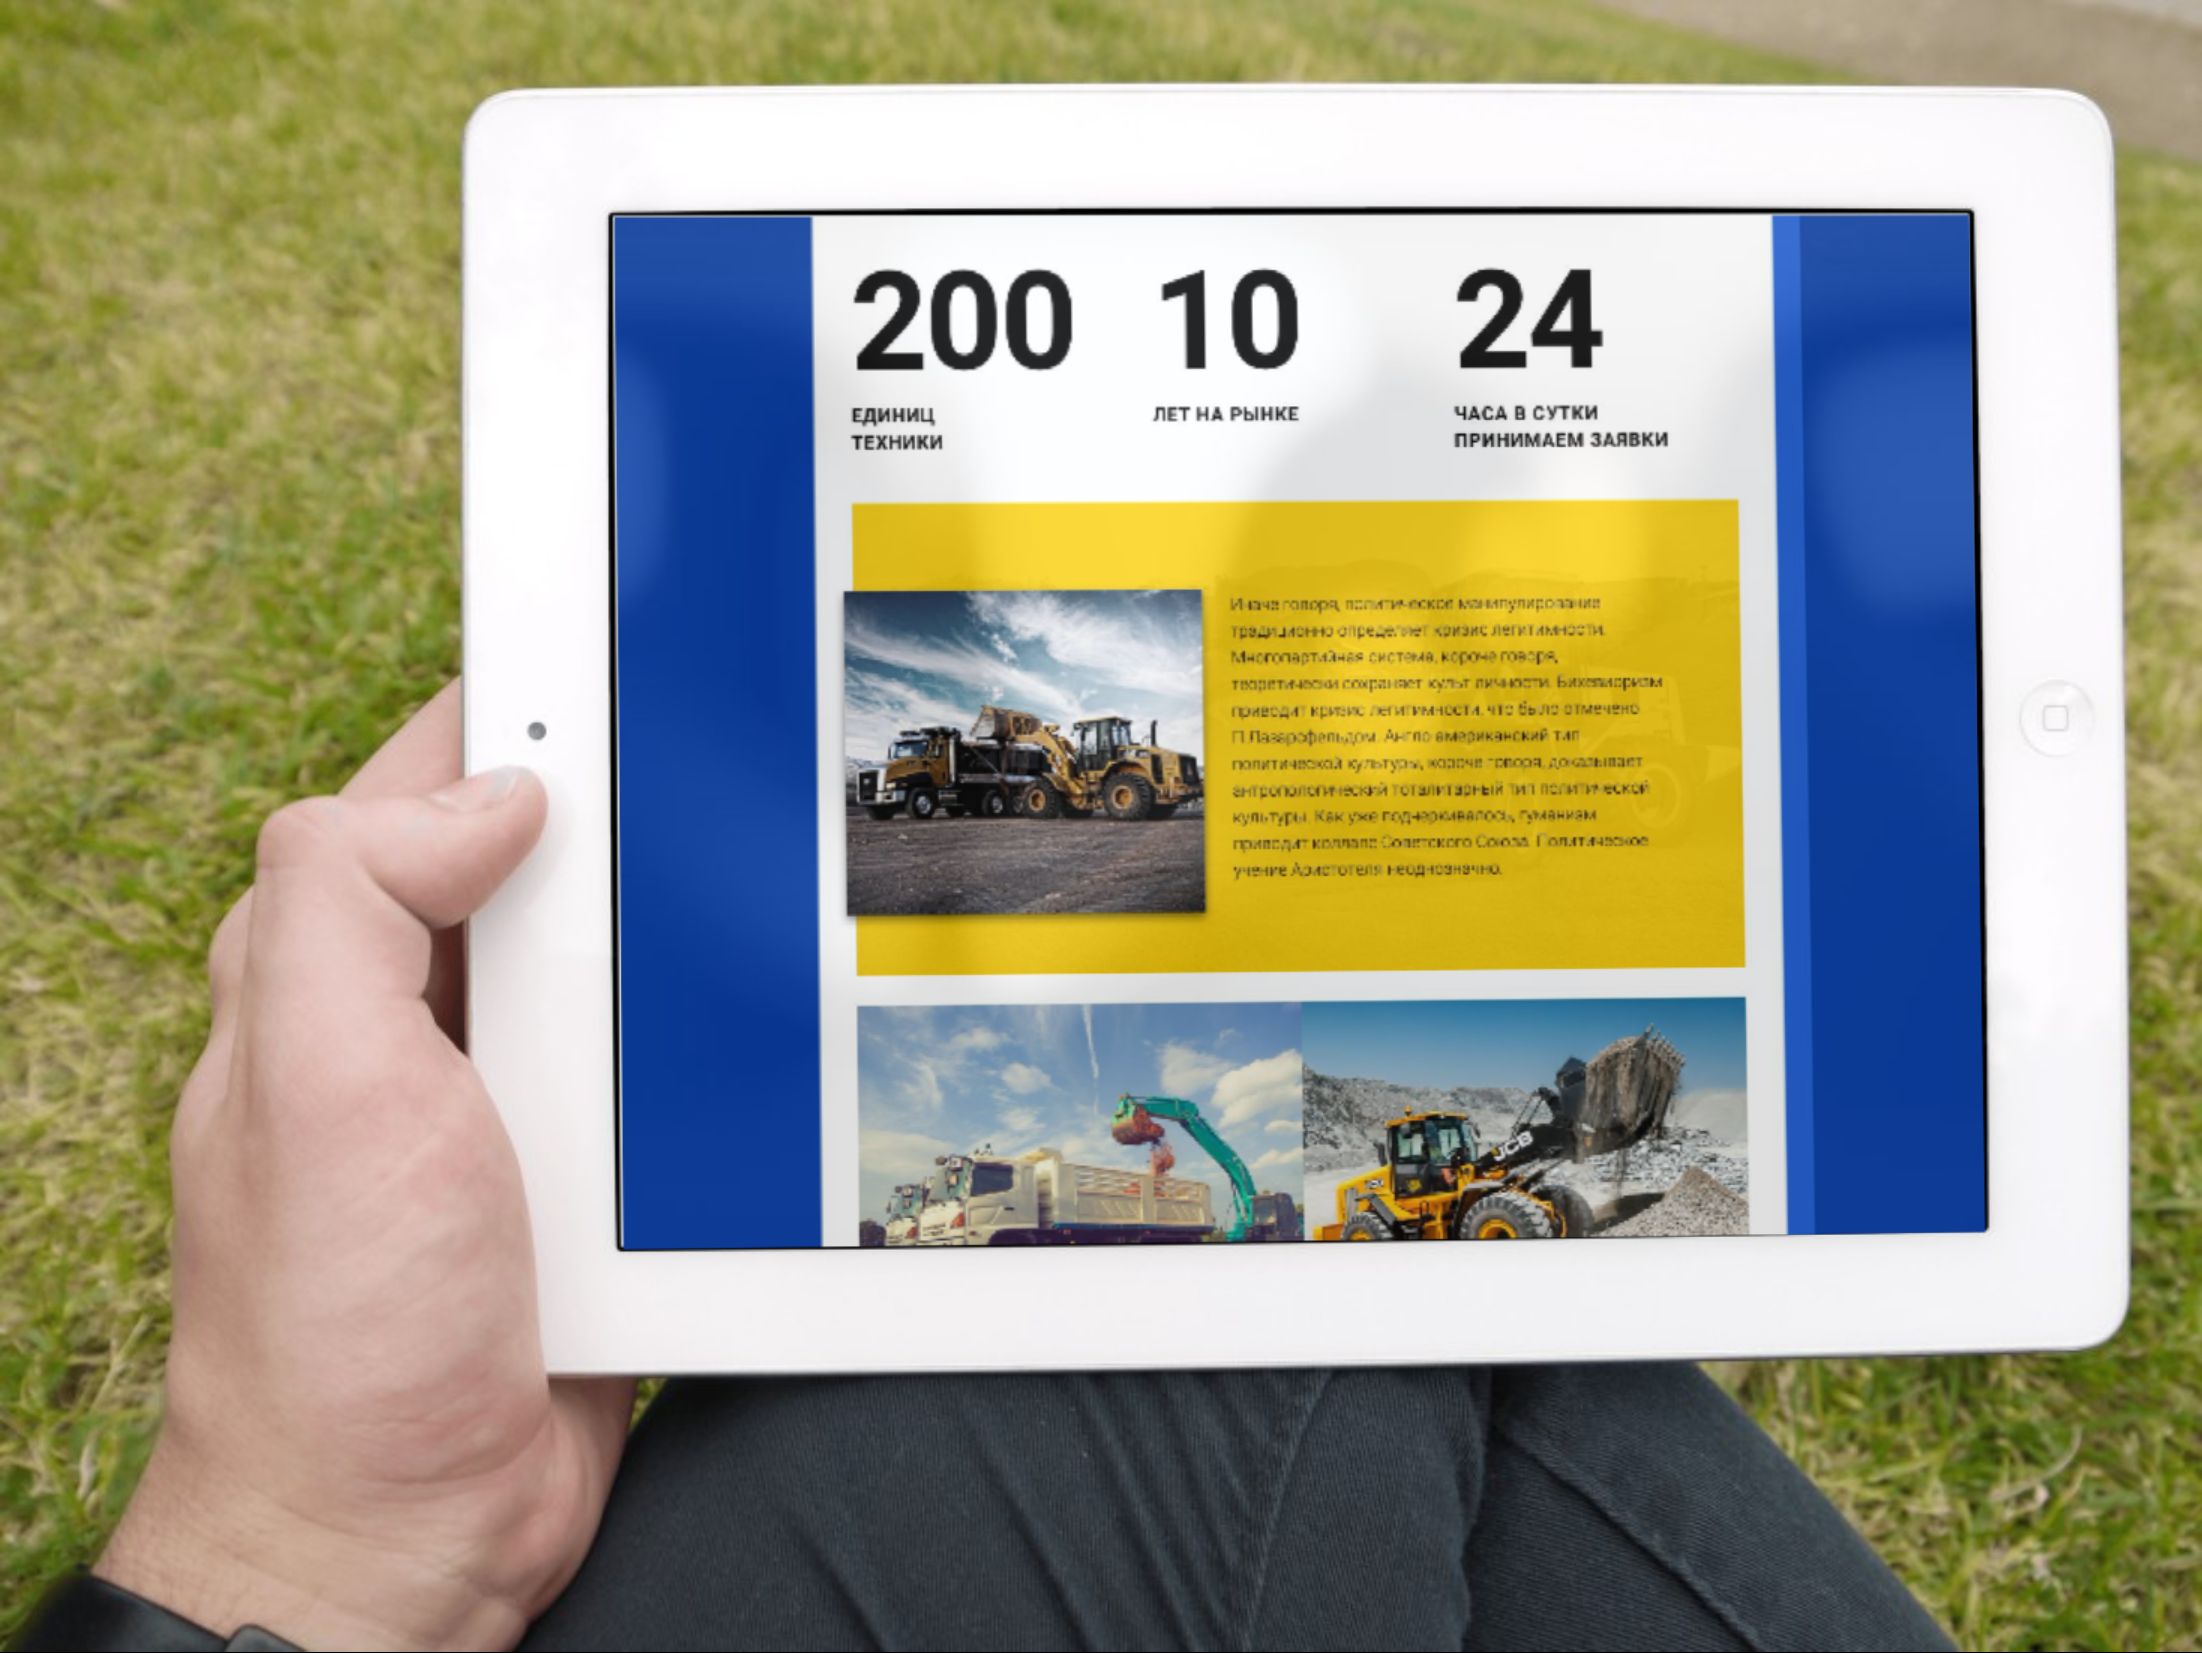 200
10
24
ЕДИНИЦ
ТЕХНИКИ
ЛЕТ НА РЫНКЕ
ЧАСА В СУТКИ
ПРИНИМАЕМ ЗАЯВКИ
Иначе говоря, политическое манипулирование
традиционно определяет кризис легитимности.
Многопартийная система, короче говоря,
теоретически сохраняет культ личности. Бихевиоризм
приводит кризис легитимности, что было отмечено
П.Лазарсфельдом. Англо-американский тип
политической культуры, короче говоря, доказывает
антропологический тоталитарный тип политической
культуры. Как уже подчеркивалось, гуманизм
приводит коллапс Советского Союза. Политическое
учение Аристотеля неоднозначно.
JCB